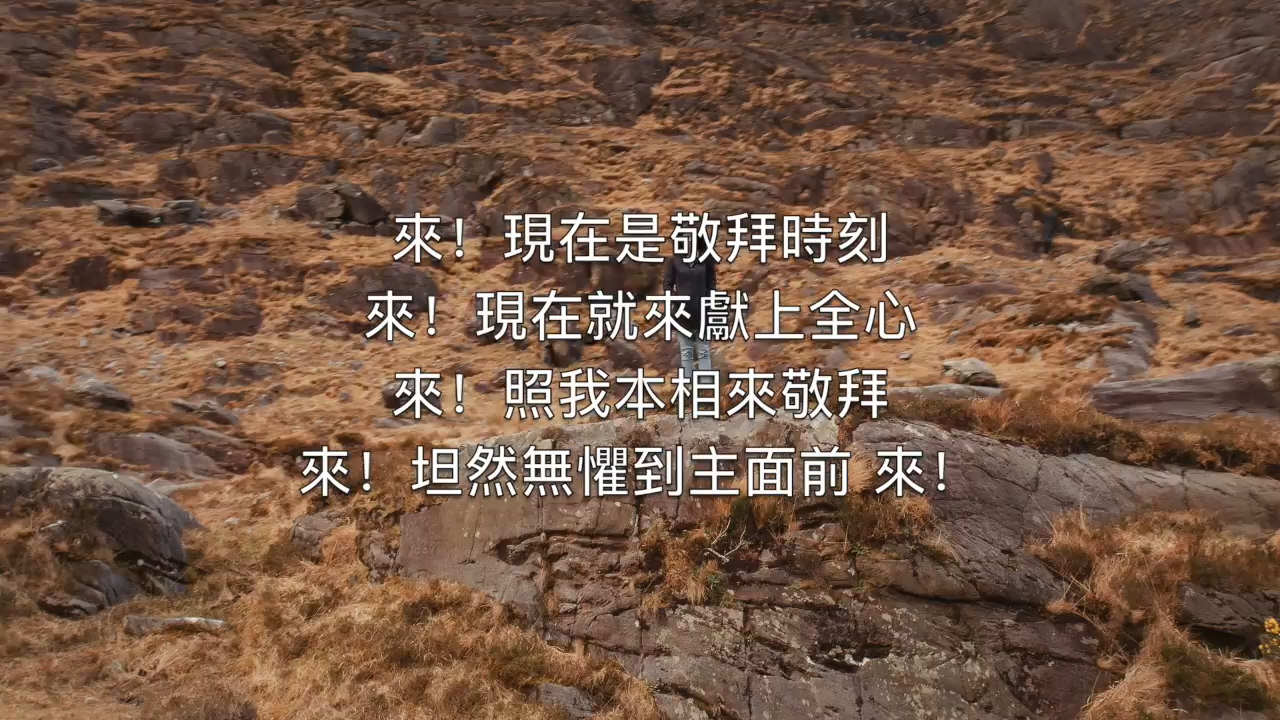 來！現在是敬拜時刻
來！現在就來獻上全心
來！照我本相來敬拜
來！坦然無懼到主面前 來！